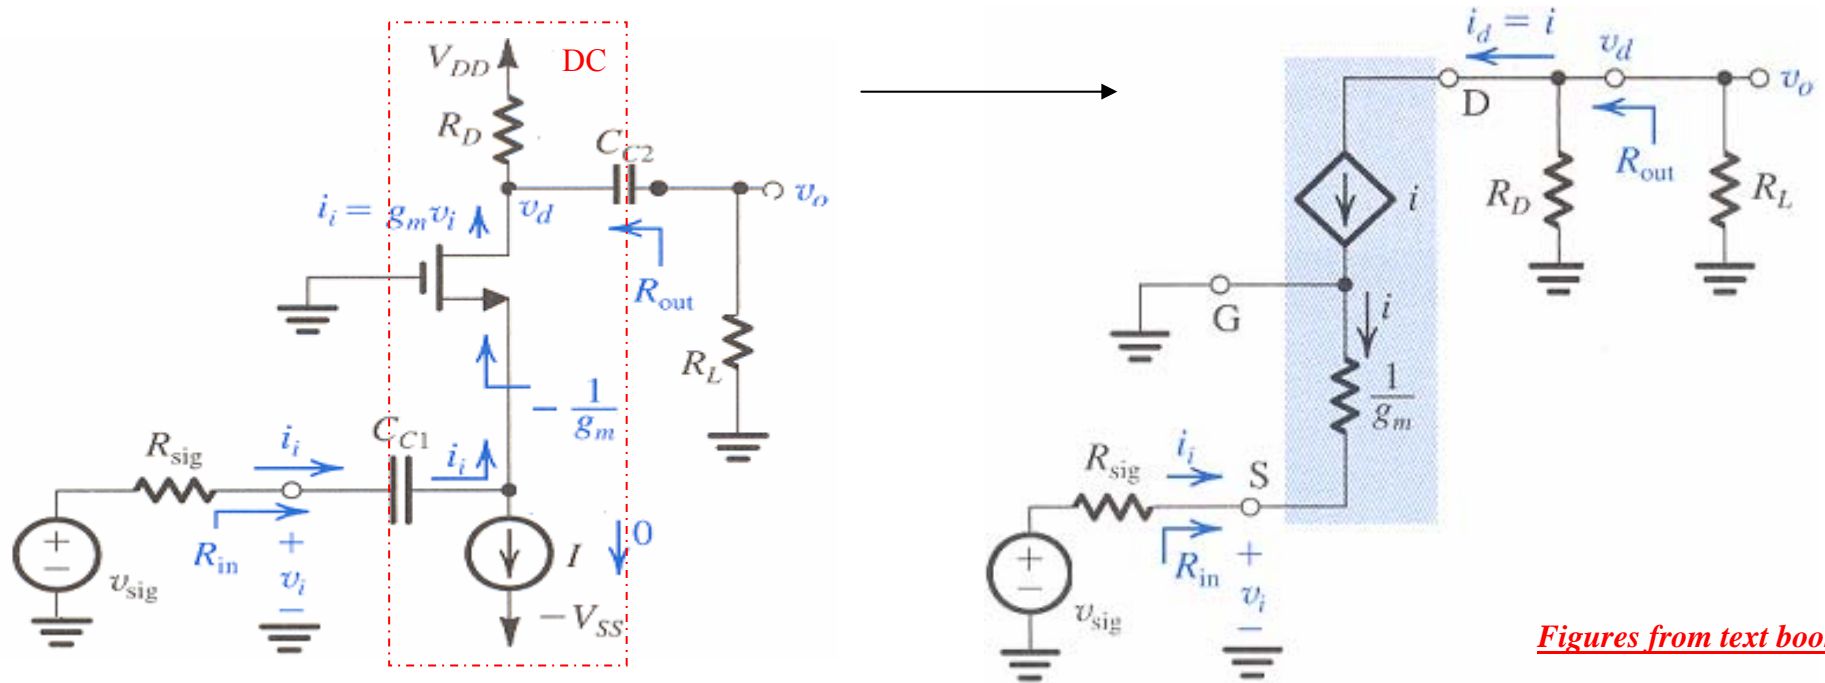 V_DD
DC
R_D
C_C2
v_o
i_i = g_m v_i
v_d
R_out
R_L
- 1/g_m
C_C1
R_sig
i_i
i_i
+
-
v_sig
R_in
+
v_i
-
I
0
-V_SS
i_d = i
v_d
v_o
D
R_out
R_D
R_L
i
G
i
1/g_m
R_sig
i_i
S
+
-
v_sig
R_in
+
v_i
-
Figures from text boo